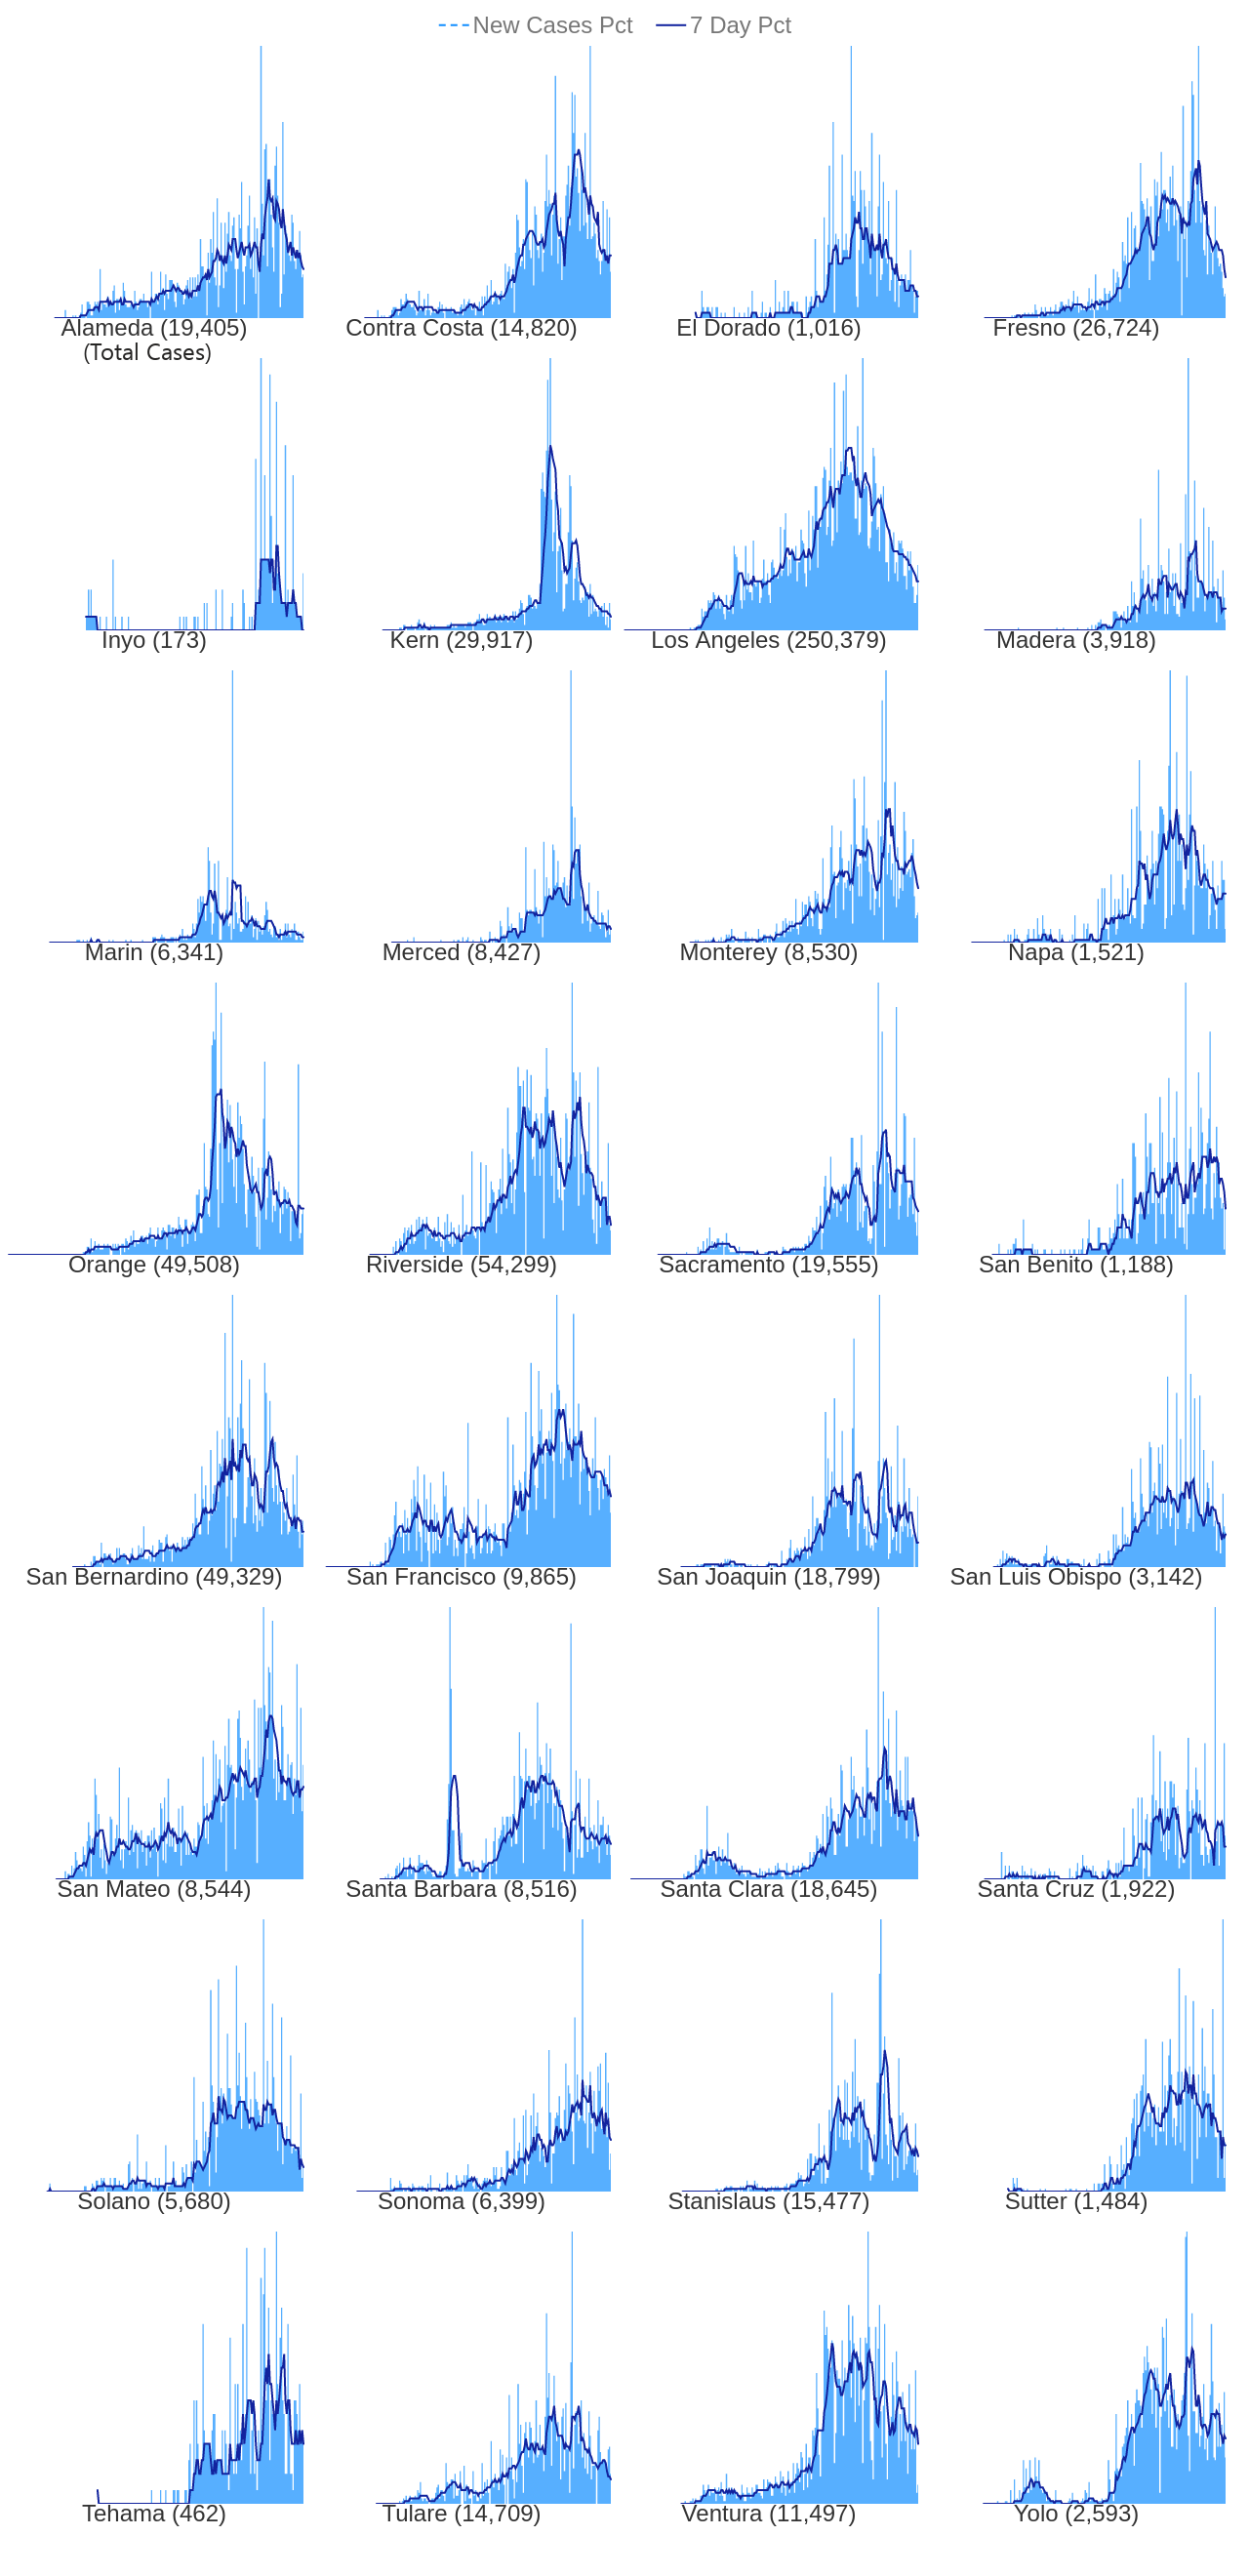 New Cases Pct 7 Day Pct
Alameda (19,405) Contra Costa (14,820) El Dorado (1,016) Fresno (26,724)
(Total Cases)
Inyo (173) Kern (29,917) Los Angeles (250,379) Madera (3,918)
Marin (6,341) Merced (8,427) Monterey (8,530) Napa (1,521)
Orange (49,508) Riverside (54,299) Sacramento (19,555) San Benito (1,188)
San Bernardino (49,329) San Francisco (9,865) San Joaquin (18,799) San Luis Obispo (3,142)
San Mateo (8,544) Santa Barbara (8,516) Santa Clara (18,645) Santa Cruz (1,922)
Solano (5,680) Sonoma (6,399) Stanislaus (15,477) Sutter (1,484)
Tehama (462) Tulare (14,709) Ventura (11,497) Yolo (2,593)